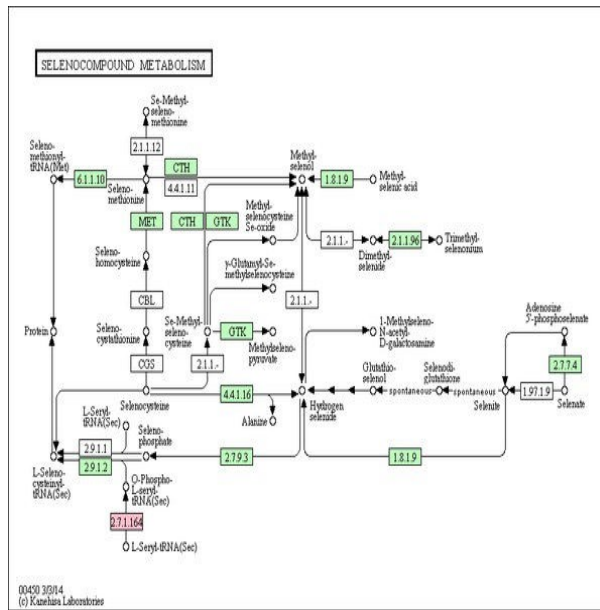 SELENOCOMPOUND METABOLISM
Se-Methyl-
seleno-
methionine
2.1.1.12
Seleno-
methionyl-
tRNA(Met)
6.1.1.10
Seleno-
methionine
CTH
4.4.1.11
Methyl-
selenol
1.8.1.9
Methyl-
selenic acid
MET
CTH
GTK
Methyl-
selenocysteine
Se-oxide
2.1.1.-
Dimethyl-
selenide
2.1.1.96
Trimethyl-
selenonium
Seleno-
homocysteine
γ-Glutamyl-Se-
methylselenocysteine
CBL
2.1.1.-
Protein
Seleno-
cystathionine
Se-Methyl-
seleno-
cysteine
GTK
Methylseleno-
pyruvate
1-Methylseleno-
N-acetyl-
D-galactosamine
Adenosine
5'-phosphoselenate
CGS
2.1.1.-
2.7.7.4
Selenocysteine
4.4.1.16
Alanine
Hydrogen
selenide
Glutathio-
selenol
spontaneous
Selenodi-
glutathione
spontaneous
Selenite
1.97.1.9
Selenate
L-Seryl-
tRNA(Sec)
2.9.1.1
2.9.1.2
Seleno-
phosphate
2.7.9.3
1.8.1.9
L-Seleno-
cysteinyl-
tRNA(Sec)
O-Phospho-
L-seryl-
tRNA(Sec)
2.7.1.164
L-Seryl-tRNA(Sec)
00450 3/3/14
(c) Kanehisa Laboratories